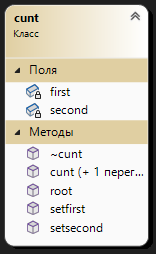 cunt
Класс
Поля
first
second
Методы
~cunt
cunt (+ 1 перег...
root
setfirst
setsecond